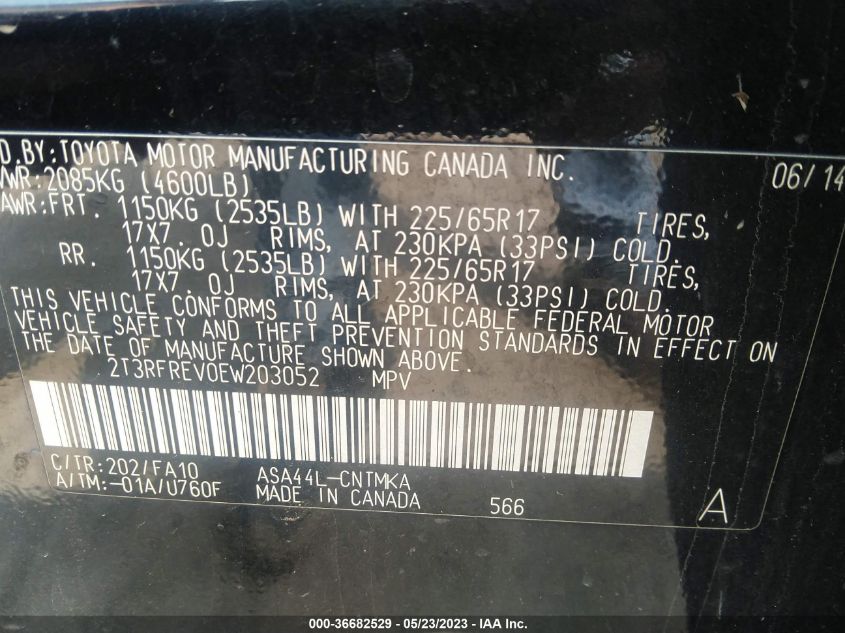 D.BY:TOYOTA MOTOR MANUFACTURING CANADA INC. 06/14
VWR:2085KG (4600LB)
AWR:FRT. 1150KG (2535LB) WITH 225/65R17 TIRES,
17X7.0J RIMS, AT 230KPA (33PSI) COLD.
RR. 1150KG (2535LB) WITH 225/65R17 TIRES,
17X7.0J RIMS, AT 230KPA (33PSI) COLD.
THIS VEHICLE CONFORMS TO ALL APPLICABLE FEDERAL MOTOR
VEHICLE SAFETY AND THEFT PREVENTION STANDARDS IN EFFECT ON
THE DATE OF MANUFACTURE SHOWN ABOVE.
2T3RFREV0EW203052 MPV
C/TR:202/FA10 ASA44L-CNTMKA
A/TM:-01A/U760F MADE IN CANADA 566 A
000-36682529 - 05/23/2023 - IAA Inc.